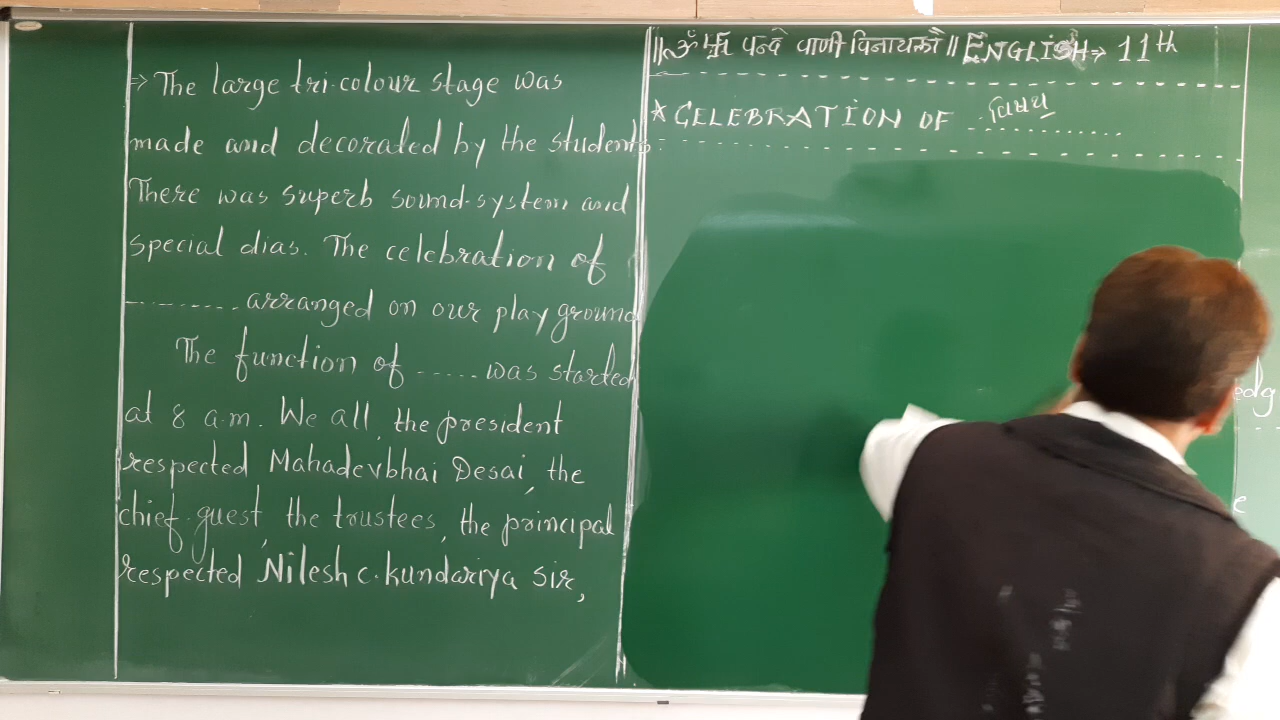 ⇒ The large tri-colour stage was
made and decorated by the students.
There was superb sound-system and
special dias. The celebration of
......... arranged on our play ground
The function of ...... was started
at 8 a.m. We all, the president
respected Mahadevbhai Desai, the
chief-guest, the trustees, the principal
respected Nilesh c. kundariya sir,
॥ ॐ 卐 वन्दे वाणी विनायकौ ॥ ENGLISH → 11th
* CELEBRATION OF ............
edg
e